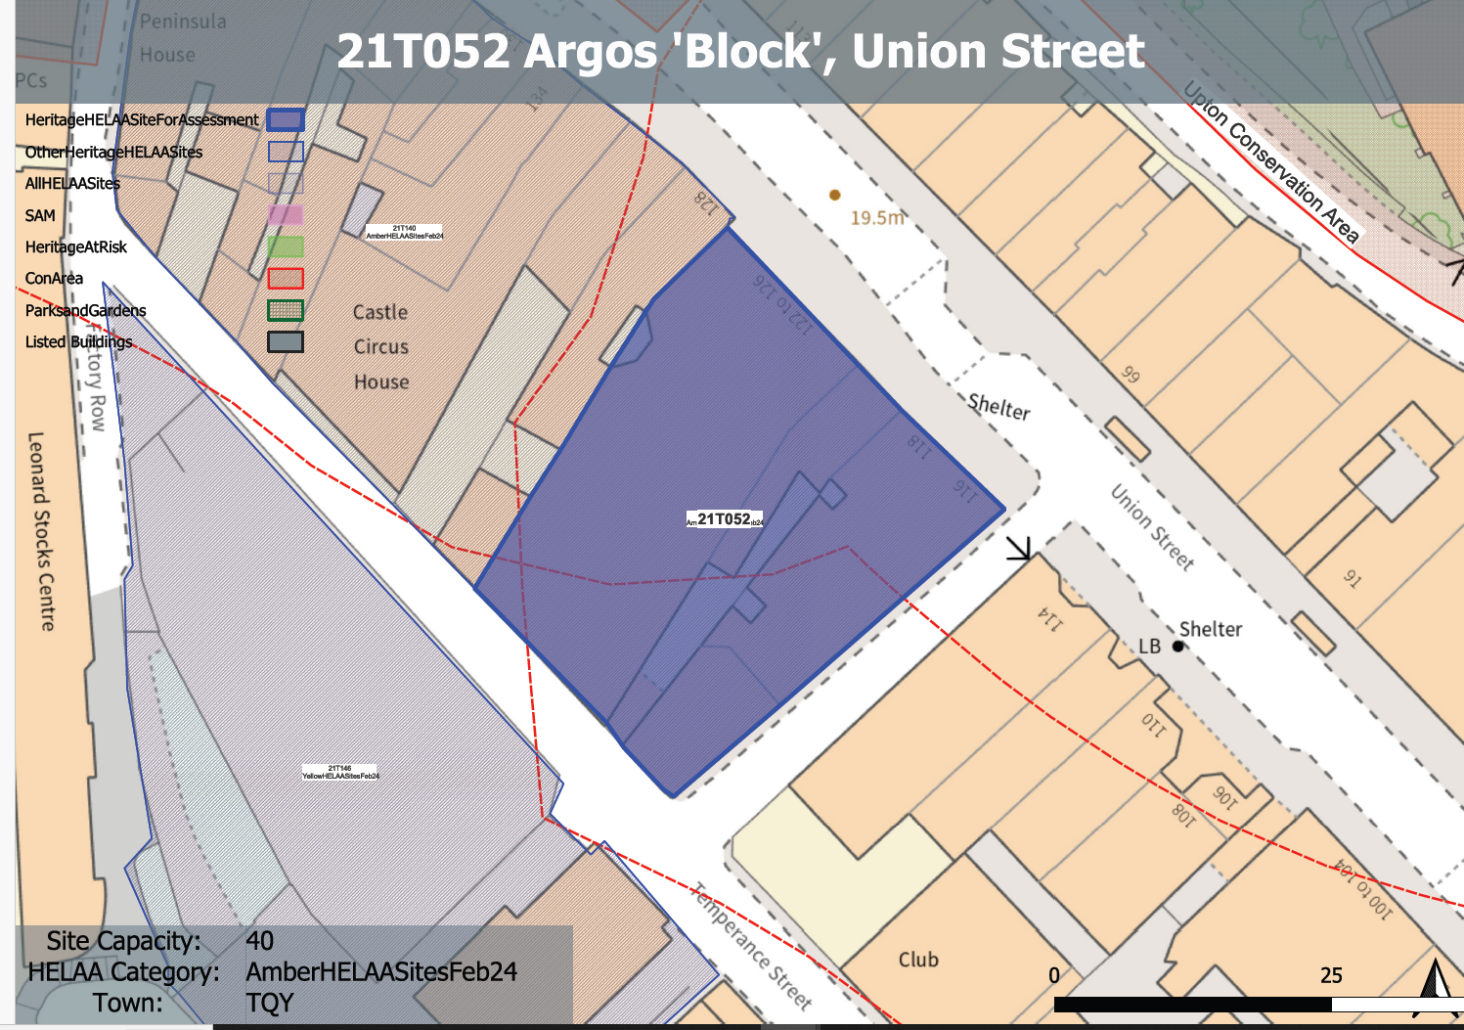 21T052 Argos 'Block', Union Street
Peninsula
House
PCs
134
HeritageHELAASiteForAssessment
OtherHeritageHELAASites
AllHELAASites
SAM
HeritageAtRisk
ConArea
ParksandGardens
Listed Buildings
Upton Conservation Area
128
19.5m
21T140
AmberHELAASitesFeb24
Castle
Circus
House
122 to 126
99
Shelter
118
116
21T052
Union Street
91
114
Shelter
LB
110
106
108
100 to 104
Leonard Stocks Centre
21T146
YellowHELAASitesFeb24
Temperance Street
Club
Site Capacity: 40
HELAA Category: AmberHELAASitesFeb24
Town: TQY
0 25